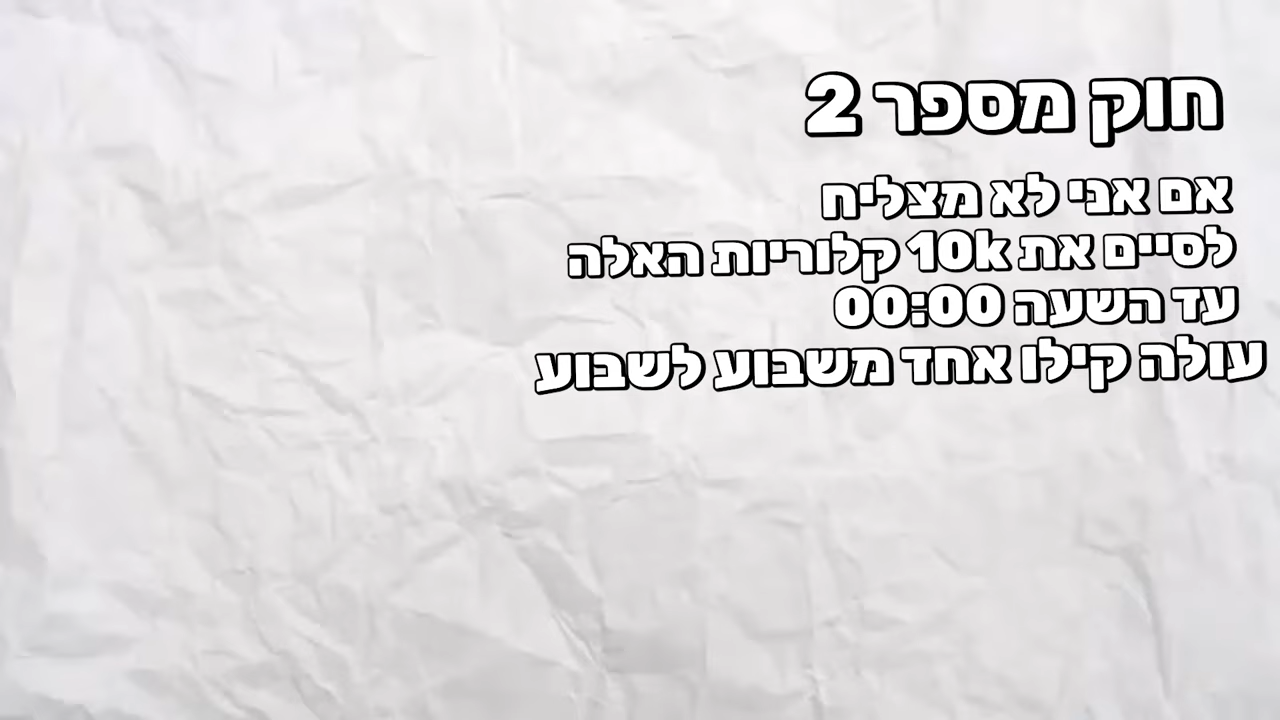 חוק מספר 2
אם אני לא מצליח
לסיים את 10k קלוריות האלה
עד השעה 00:00
עולה קילו אחד משבוע לשבוע